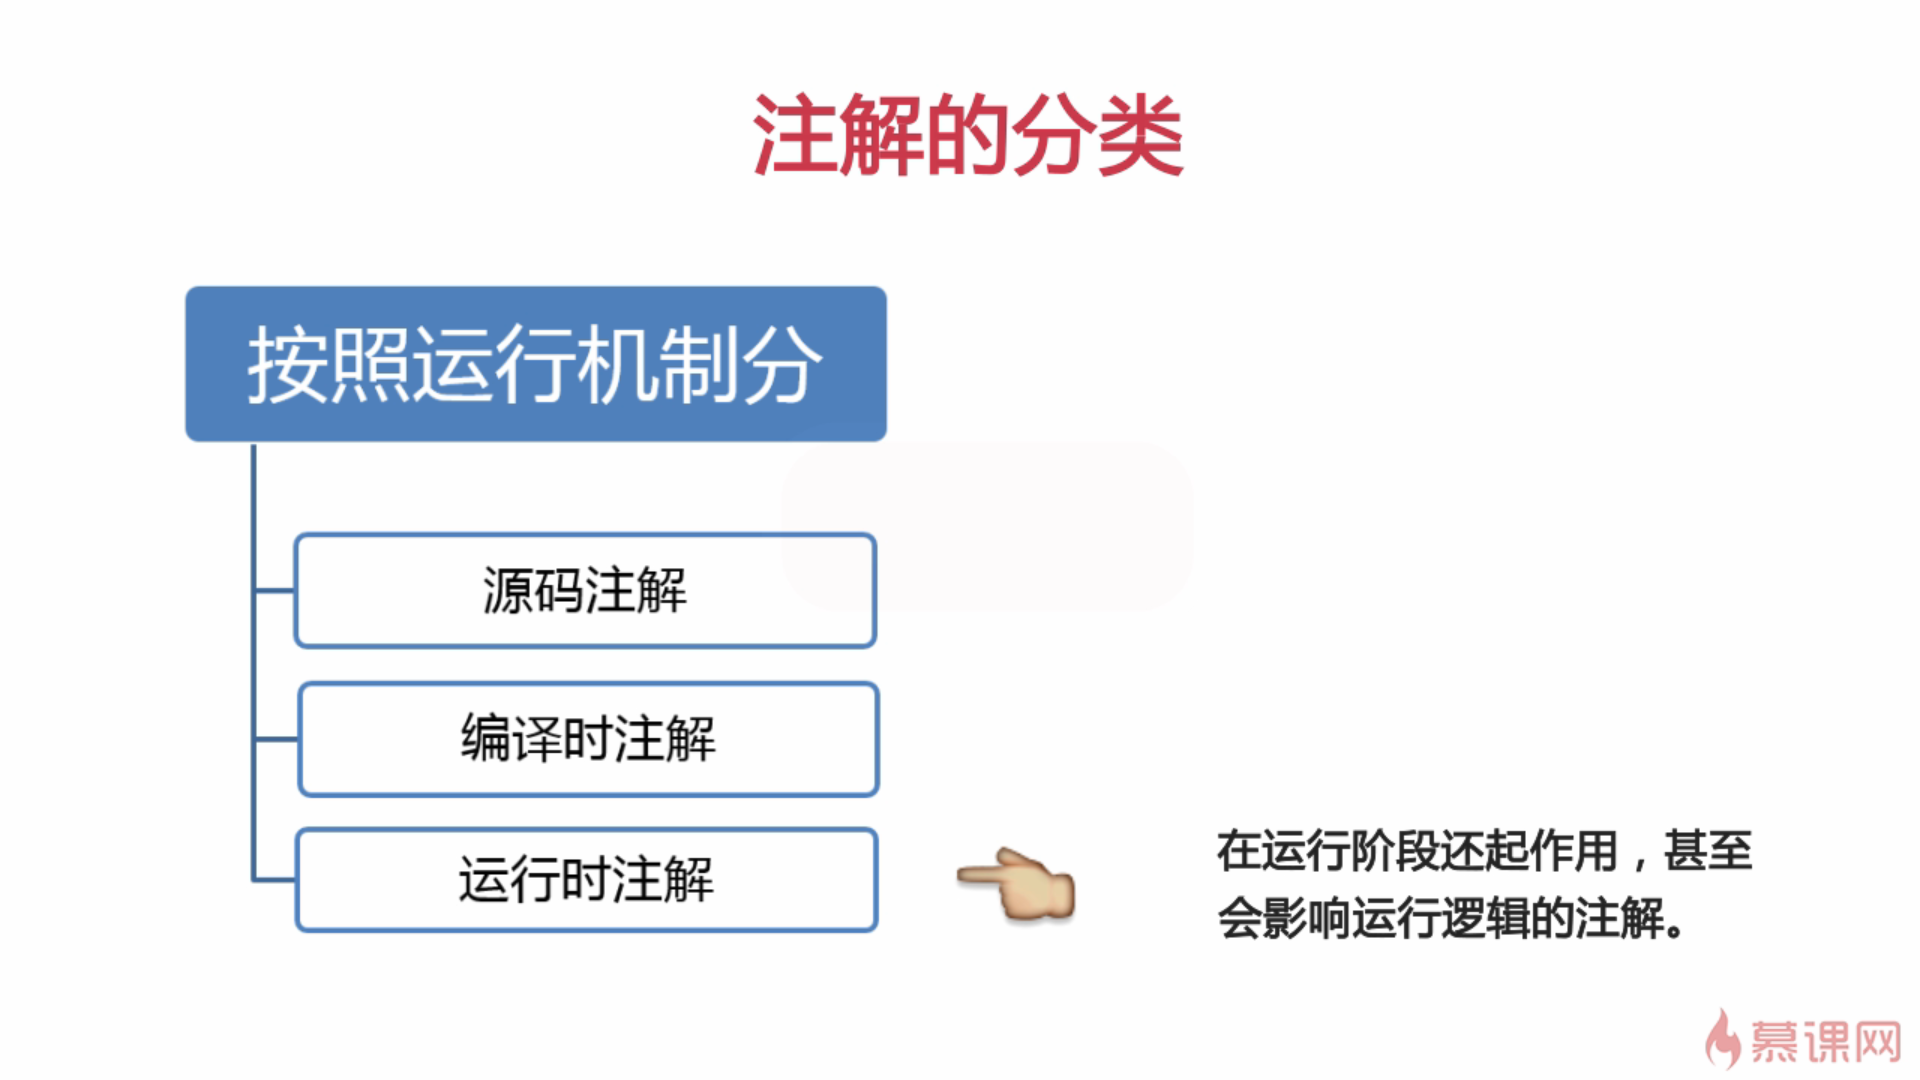 注解的分类
按照运行机制分
源码注解
编译时注解
运行时注解
在运行阶段还起作用，甚至
会影响运行逻辑的注解。
慕课网